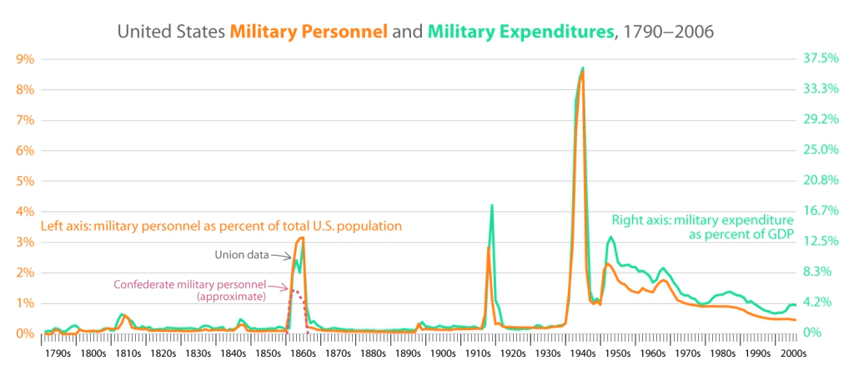 United States Military Personnel and Military Expenditures, 1790–2006
9%
8%
7%
6%
5%
4%
3%
2%
1%
0%
37.5%
33.3%
29.2%
25.0%
20.8%
16.7%
12.5%
8.3%
4.2%
0%
Left axis: military personnel as percent of total U.S. population
Right axis: military expenditure
as percent of GDP
Union data
Confederate military personnel
(approximate)
1790s 1800s 1810s 1820s 1830s 1840s 1850s 1860s 1870s 1880s 1890s 1900s 1910s 1920s 1930s 1940s 1950s 1960s 1970s 1980s 1990s 2000s